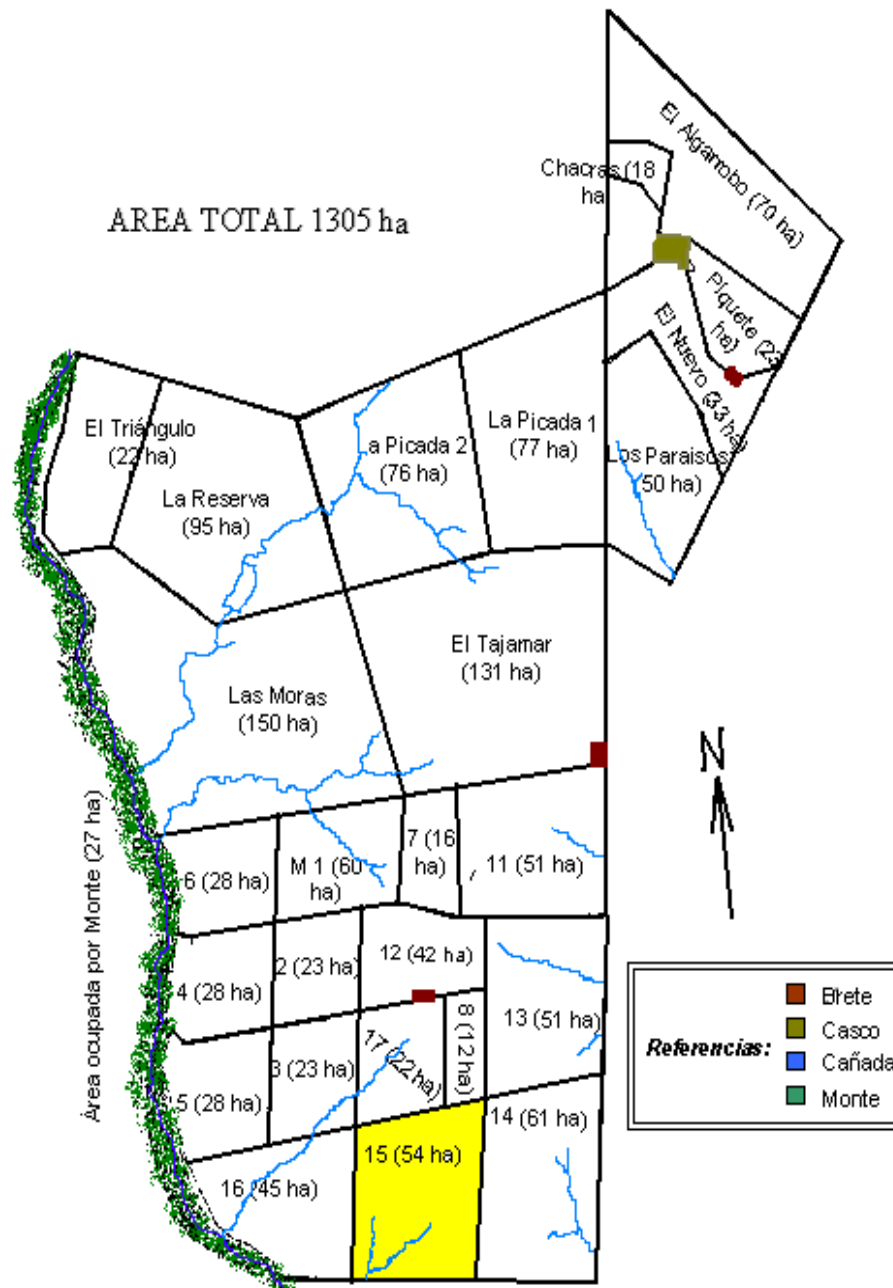 El Algarrobo (70 ha)
Chacras (18
ha
AREA TOTAL 1305 ha
Piquete (23
ha)
El Nuevo (33 ha)
El Triángulo
(22 ha)
La Reserva
(95 ha)
a Picada 2
(76 ha)
La Picada 1
(77 ha)
Los Paraisos
50 ha)
El Tajamar
(131 ha)
Las Moras
(150 ha)
N
Área ocupada por Monte (27 ha)
6 (28 ha)
M 1 (60
ha)
7 (16
ha)
11 (51 ha)
4 (28 ha)
2 (23 ha)
12 (42 ha)
13 (51 ha)
5 (28 ha)
3 (23 ha)
17 (22 ha)
8 (12 ha)
14 (61 ha)
16 (45 ha)
15 (54 ha)
Referencias:
Brete
Casco
Cañada
Monte